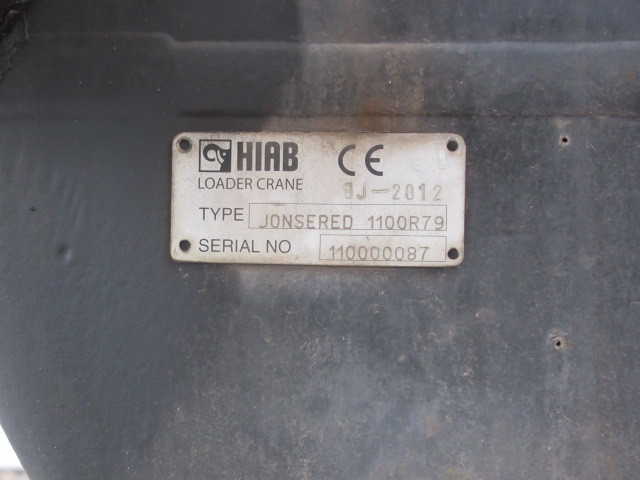 HIAB CE
LOADER CRANE BJ-2012
TYPE JONSERED 1100R79
SERIAL NO 110000087